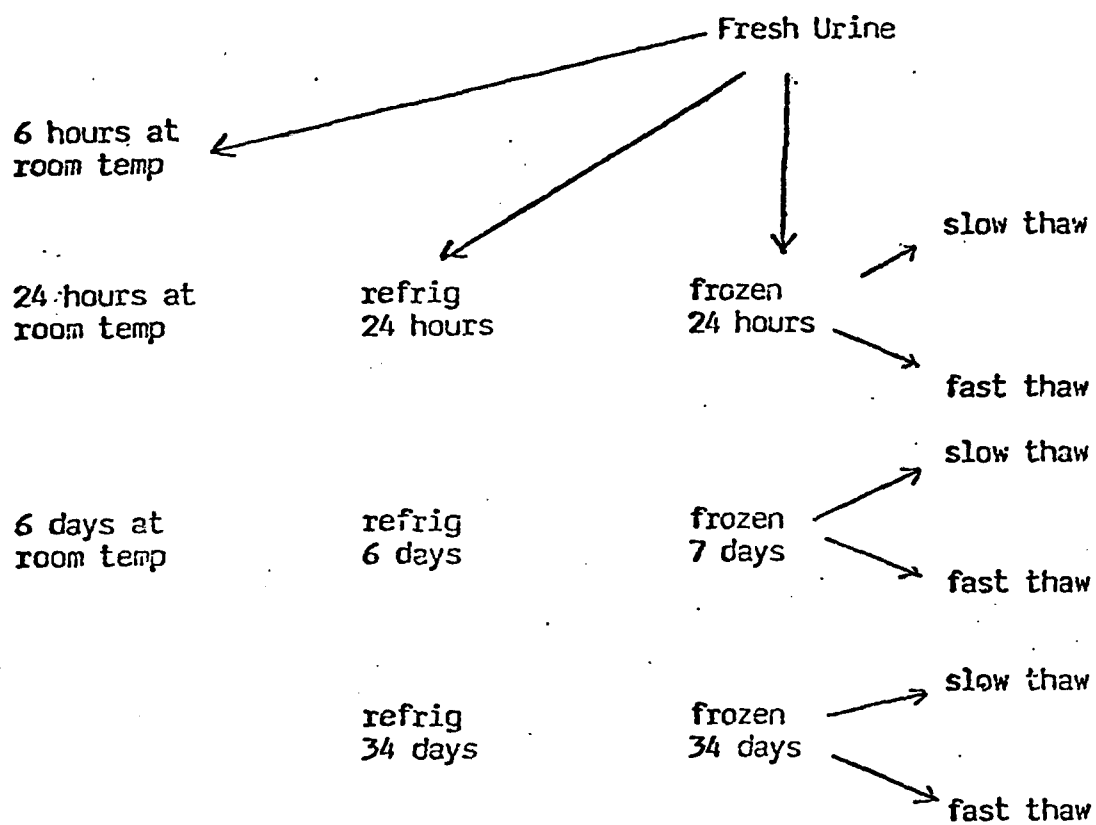 Fresh Urine
6 hours at
room temp
slow thaw
24 hours at
room temp
refrig
24 hours
frozen
24 hours
fast thaw
slow thaw
6 days at
room temp
refrig
6 days
frozen
7 days
fast thaw
slow thaw
refrig
34 days
frozen
34 days
fast thaw